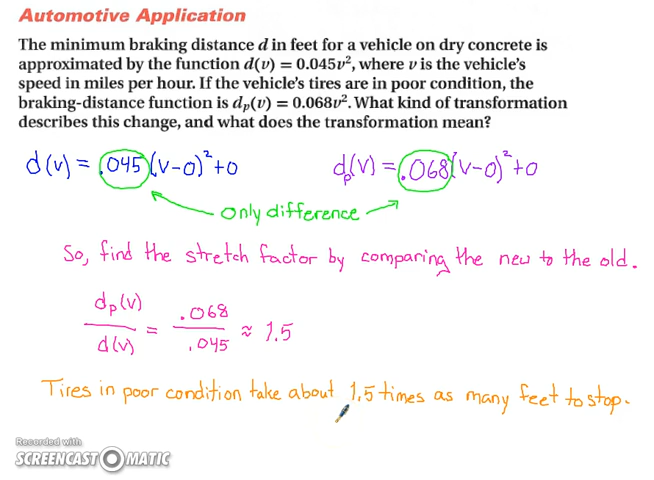 Automotive Application
The minimum braking distance d in feet for a vehicle on dry concrete is
approximated by the function d(v) = 0.045v², where v is the vehicle's
speed in miles per hour. If the vehicle's tires are in poor condition, the
braking-distance function is dₚ(v) = 0.068v². What kind of transformation
describes this change, and what does the transformation mean?
d(v) = .045(v-0)²+0 dₚ(v) = .068(v-0)²+0
only difference
So, find the stretch factor by comparing the new to the old.
dₚ(v)/d(v) = .068/.045 ≈ 1.5
Tires in poor condition take about 1.5 times as many feet to stop.
Recorded with
SCREENCAST O MATIC